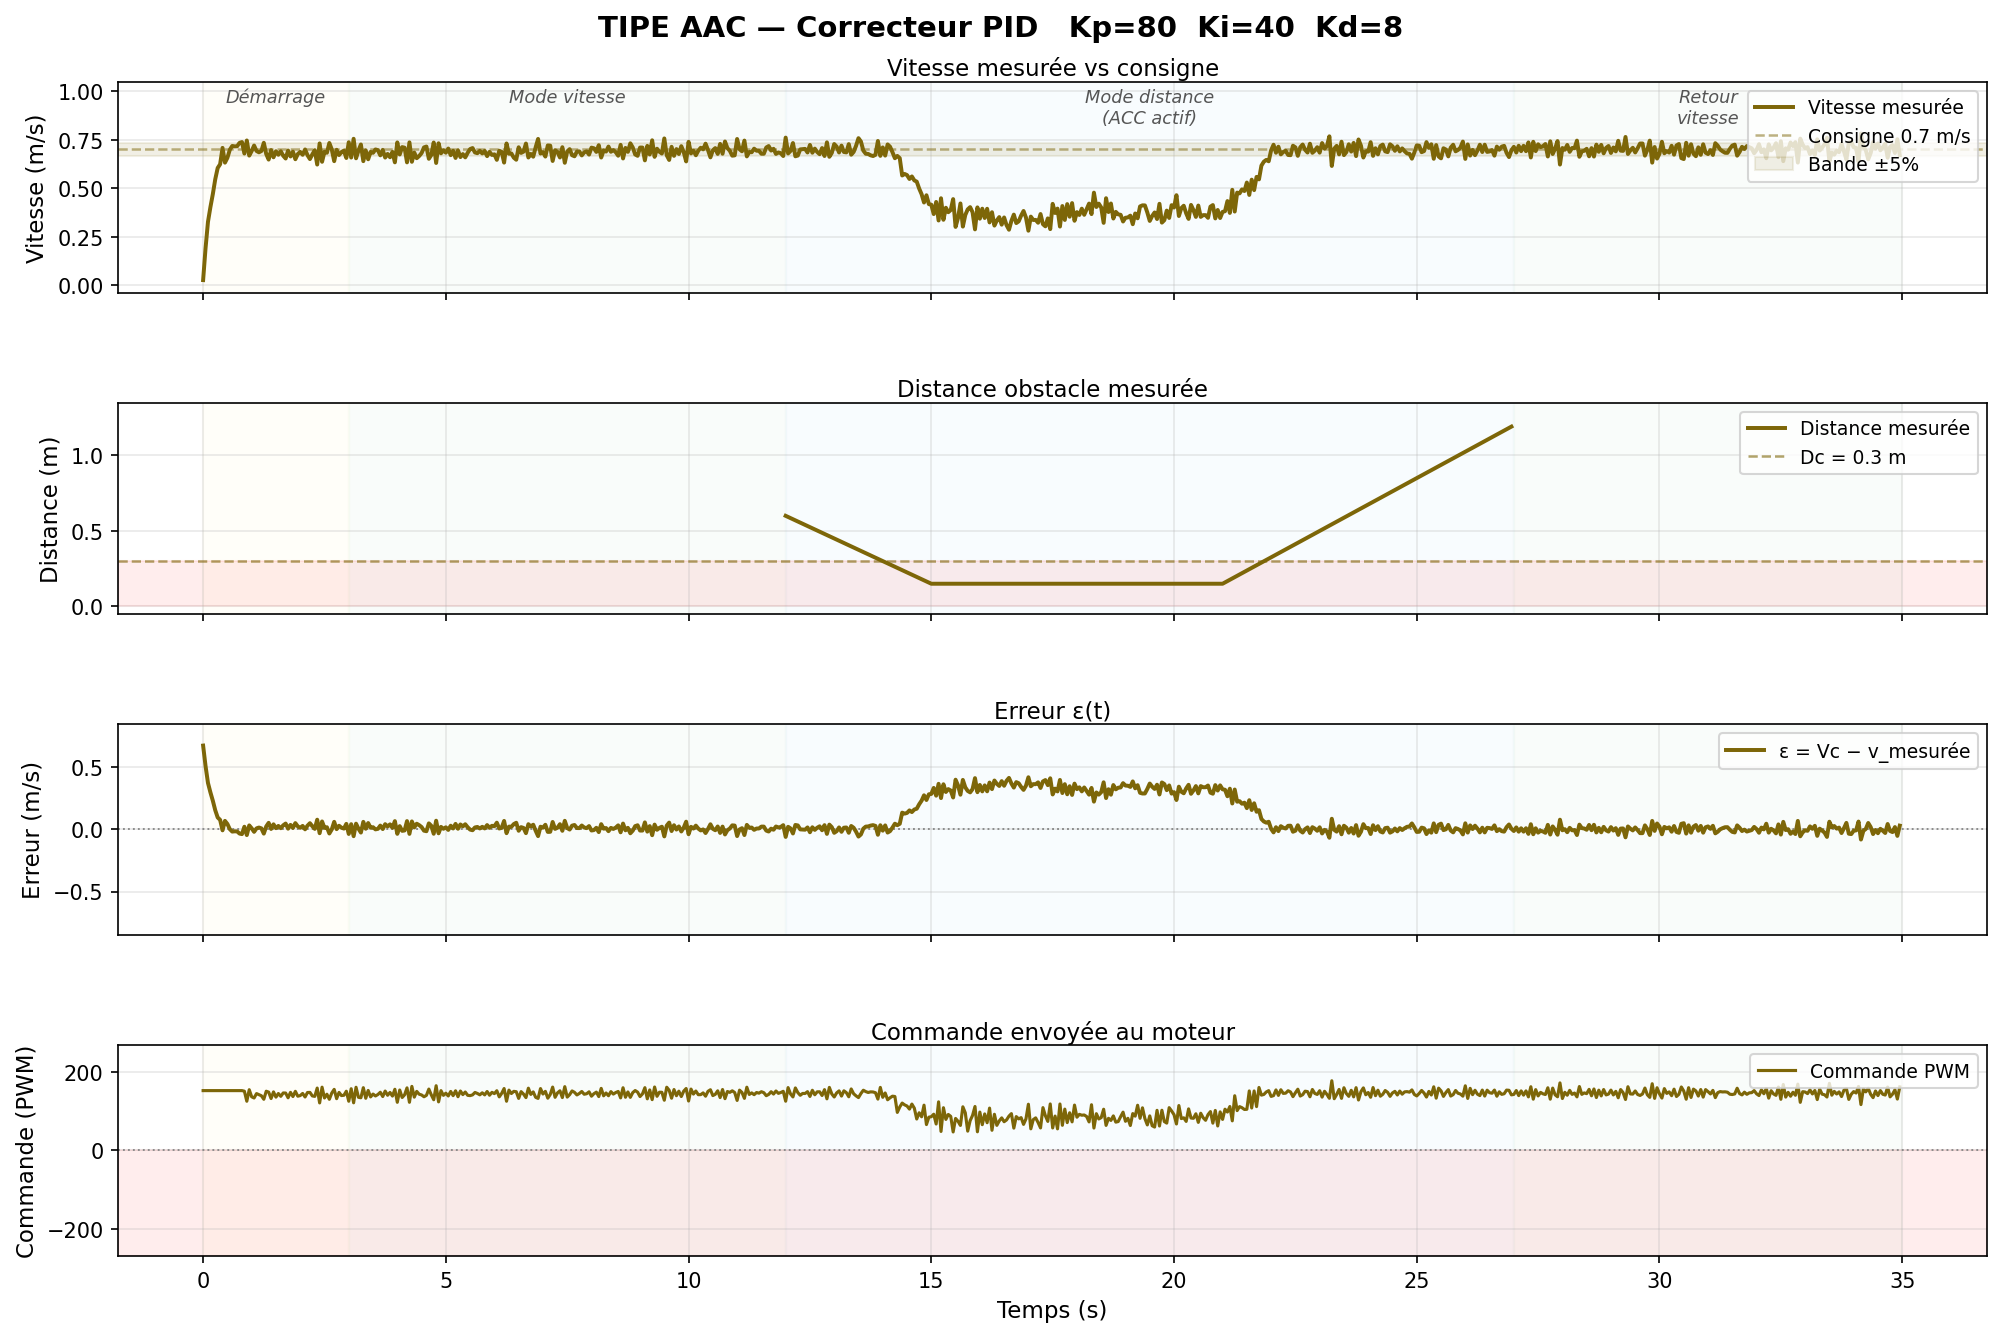 TIPE AAC — Correcteur PID   Kp=80  Ki=40  Kd=8
Vitesse mesurée vs consigne
Vitesse (m/s)
1.00
0.75
0.50
0.25
0.00
Démarrage
Mode vitesse
Mode distance
(ACC actif)
Retour
vitesse
Vitesse mesurée
Consigne 0.7 m/s
Bande ±5%
Distance obstacle mesurée
Distance (m)
1.0
0.5
0.0
Distance mesurée
Dc = 0.3 m
Erreur ε(t)
Erreur (m/s)
0.5
0.0
−0.5
ε = Vc − v_mesurée
Commande envoyée au moteur
Commande (PWM)
200
0
−200
Commande PWM
0 5 10 15 20 25 30 35
Temps (s)